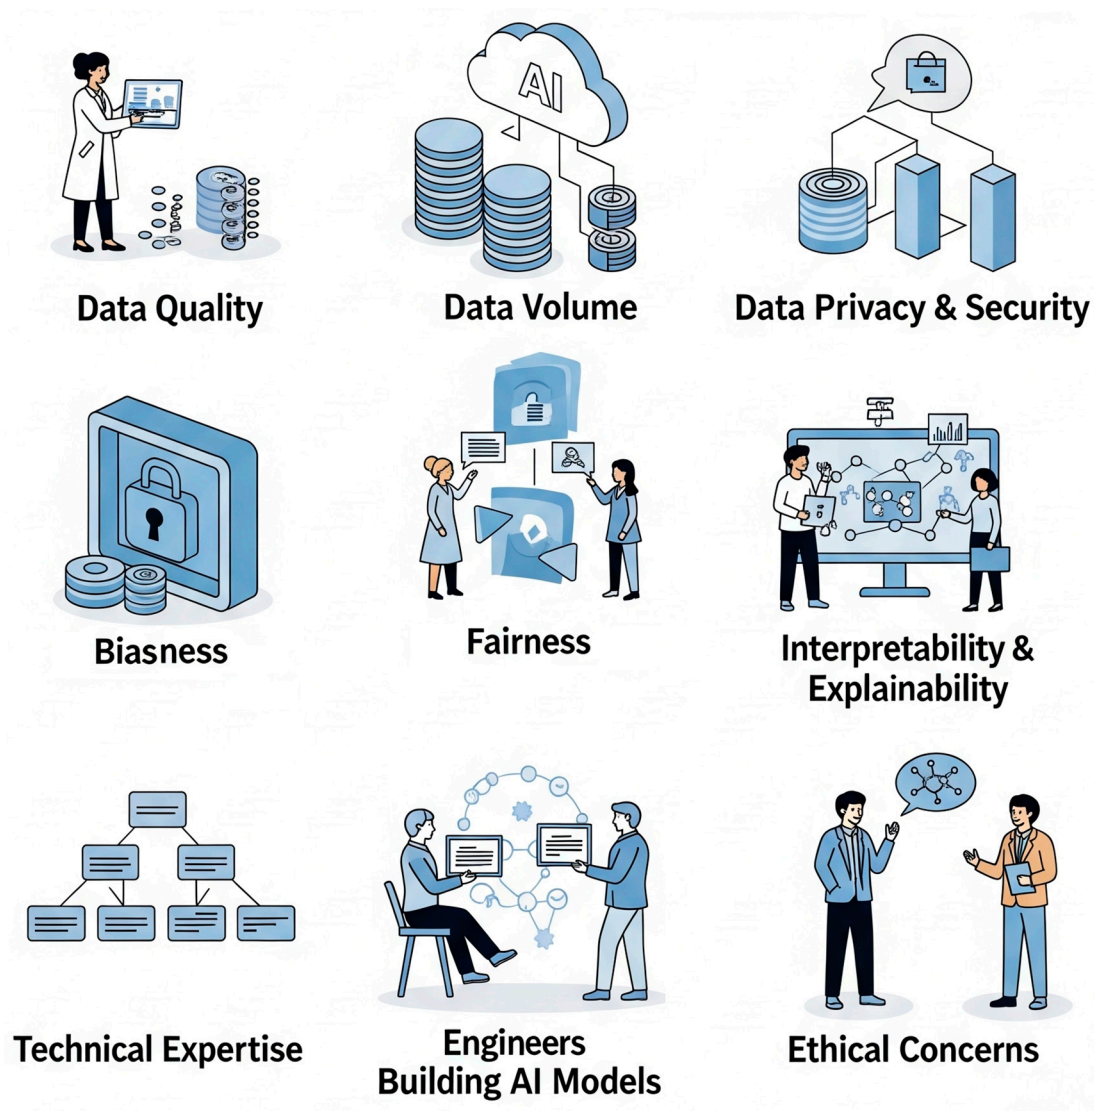 AI
Data Quality
Data Volume
Data Privacy & Security
Biasness
Fairness
Interpretability &
Explainability
Technical Expertise
Engineers
Building AI Models
Ethical Concerns